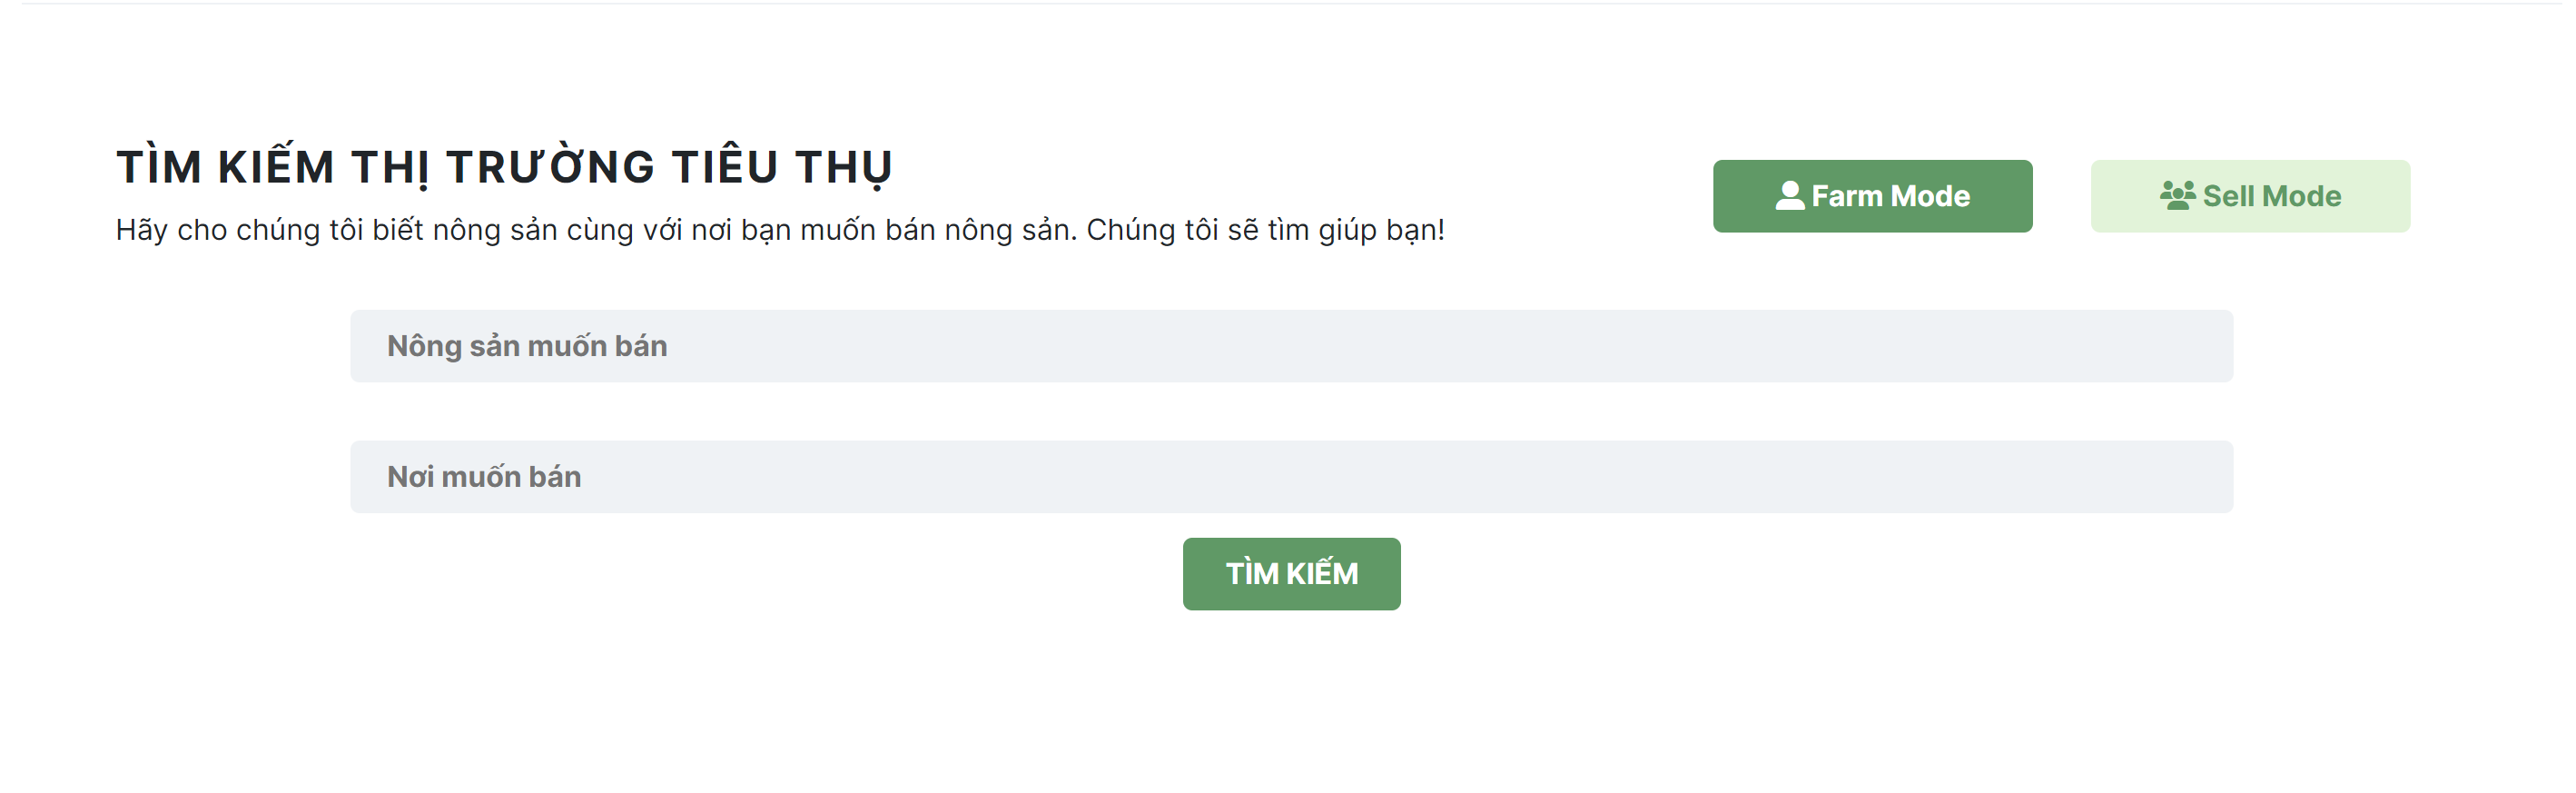 TÌM KIẾM THỊ TRƯỜNG TIÊU THỤ
Hãy cho chúng tôi biết nông sản cùng với nơi bạn muốn bán nông sản. Chúng tôi sẽ tìm giúp bạn!
Farm Mode
Sell Mode
Nông sản muốn bán
Nơi muốn bán
TÌM KIẾM